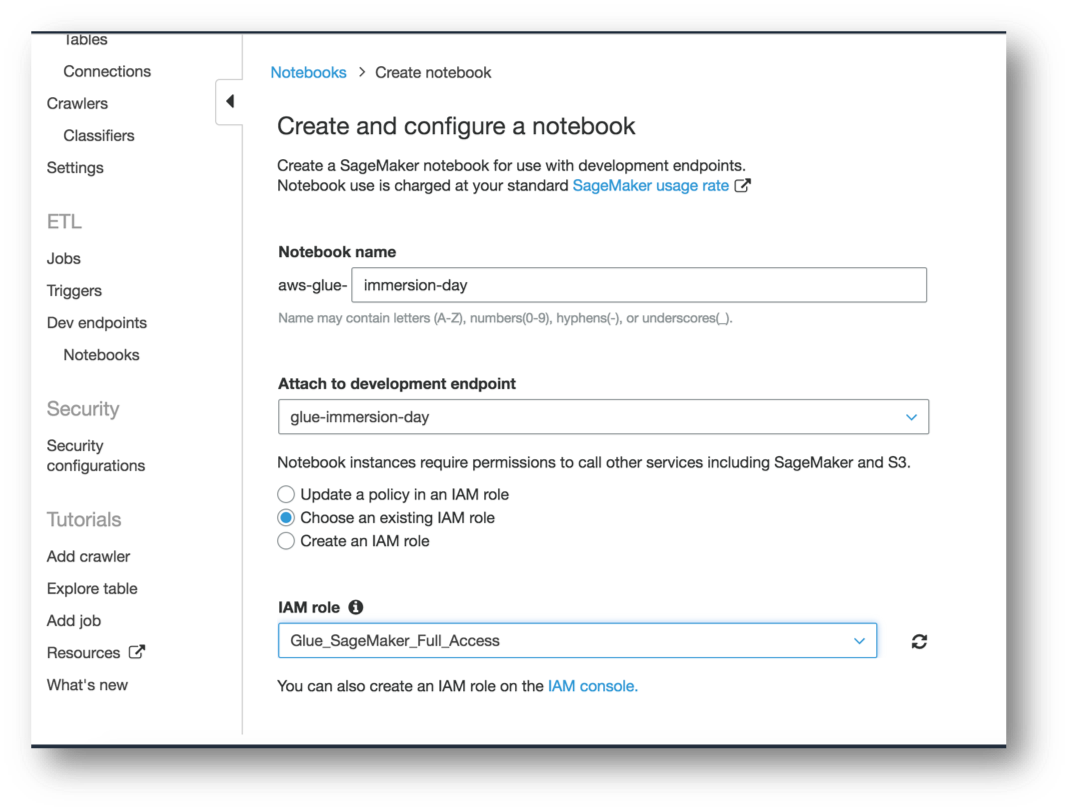 Tables
Connections
Crawlers
Classifiers
Settings
ETL
Jobs
Triggers
Dev endpoints
Notebooks
Security
Security
configurations
Tutorials
Add crawler
Explore table
Add job
Resources
What's new
Notebooks > Create notebook
Create and configure a notebook
Create a SageMaker notebook for use with development endpoints.
Notebook use is charged at your standard SageMaker usage rate
Notebook name
aws-glue- immersion-day
Name may contain letters (A-Z), numbers(0-9), hyphens(-), or underscores(_).
Attach to development endpoint
glue-immersion-day
Notebook instances require permissions to call other services including SageMaker and S3.
Update a policy in an IAM role
Choose an existing IAM role
Create an IAM role
IAM role
Glue_SageMaker_Full_Access
You can also create an IAM role on the IAM console.